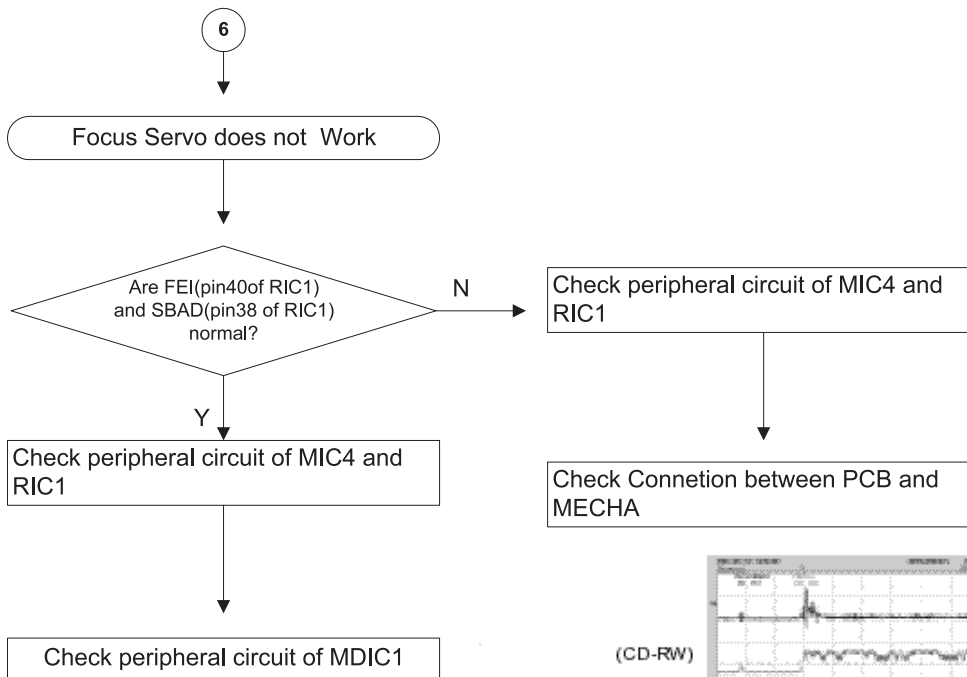 6
Focus Servo does not Work
Are FEI(pin40of RIC1)
and SBAD(pin38 of RIC1)
normal?
N
Check peripheral circuit of MIC4 and
RIC1
Y
Check peripheral circuit of MIC4 and
RIC1
Check Connetion between PCB and
MECHA
Check peripheral circuit of MDIC1
(CD-RW)